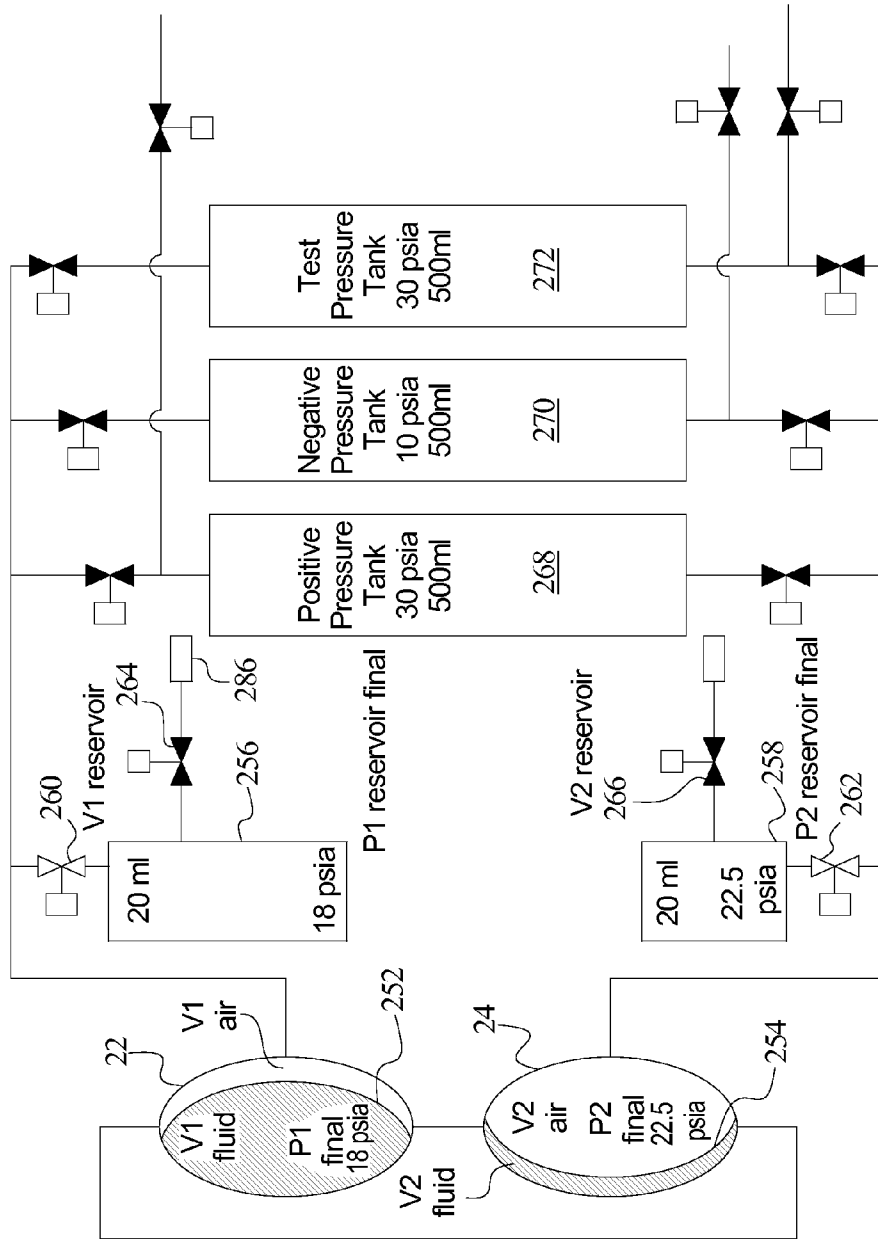 22
V1
fluid
V1
air
P1
final
18 psia
252
24
V2
fluid
V2
air
P2
final
22.5
psia
254
260
V1 reservoir
264
286
256
20 ml
18 psia
P1 reservoir final
V2 reservoir
266
258
20 ml
22.5
psia
P2 reservoir final
262
Positive
Pressure
Tank
30 psia
500ml
268
Negative
Pressure
Tank
10 psia
500ml
270
Test
Pressure
Tank
30 psia
500ml
272